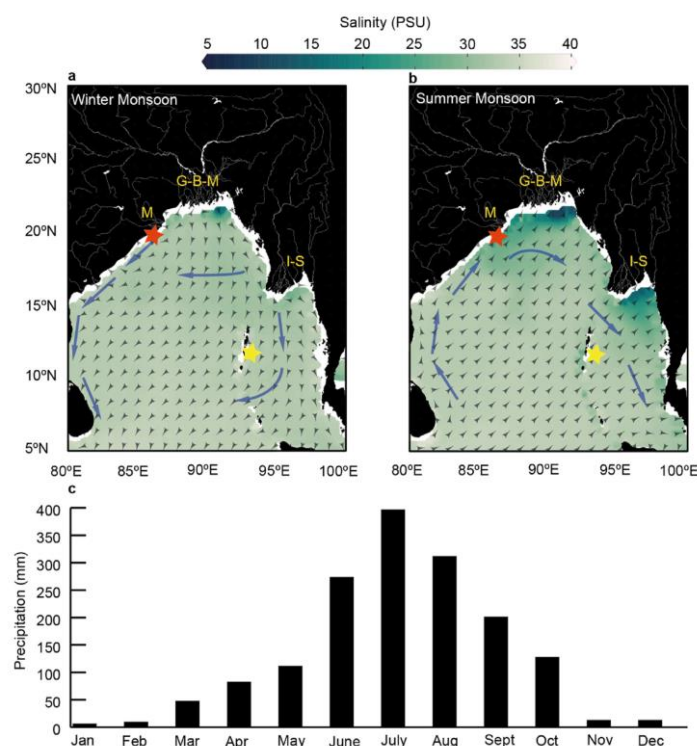 Salinity (PSU)
5 10 15 20 25 30 35 40
a
b
Winter Monsoon
Summer Monsoon
30ºN
25ºN
20ºN
15ºN
10ºN
5ºN
G-B-M
M
I-S
G-B-M
M
I-S
80ºE 85ºE 90ºE 95ºE 100ºE
80ºE 85ºE 90ºE 95ºE 100ºE
c
Precipitation (mm)
400
350
300
250
200
150
100
50
0
Jan Feb Mar Apr May June July Aug Sept Oct Nov Dec